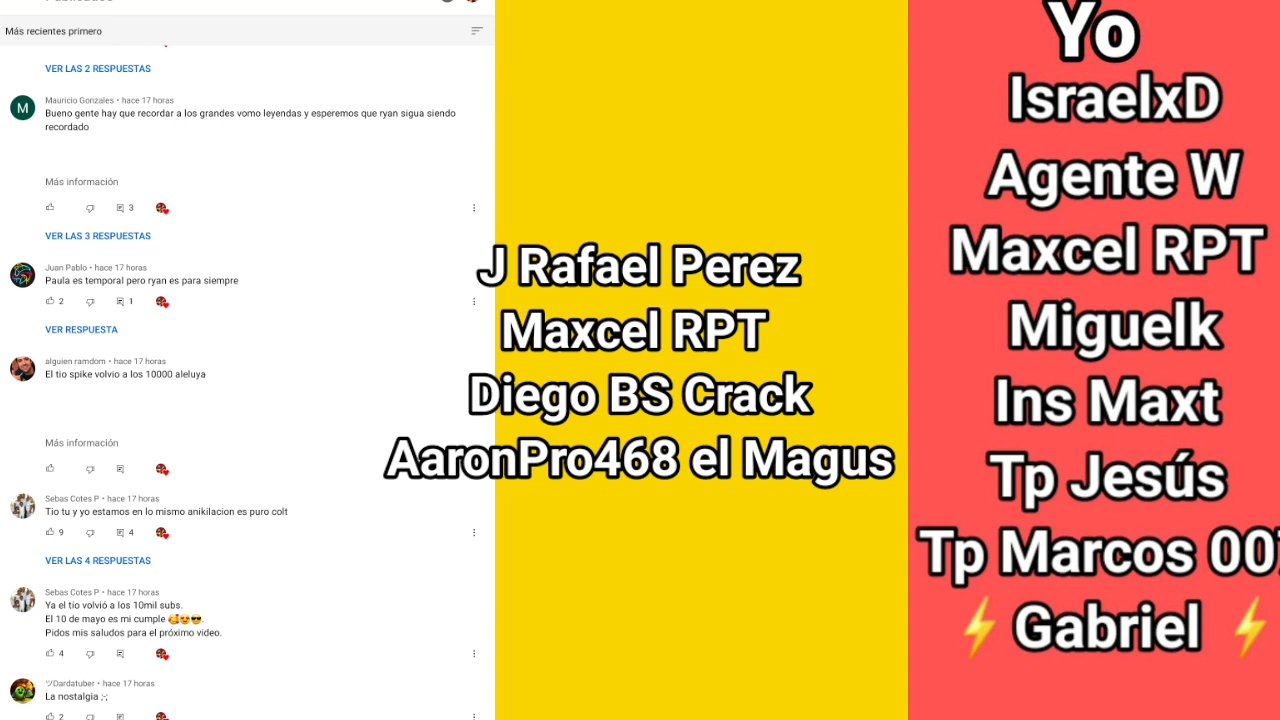 Más recientes primero
VER LAS 2 RESPUESTAS
M
Mauricio Gonzales • hace 17 horas
Bueno gente hay que recordar a los grandes vomo leyendas y esperemos que ryan sigua siendo
recordado
Más información
3
VER LAS 3 RESPUESTAS
Juan Pablo • hace 17 horas
Paula es temporal pero ryan es para siempre
2 1
VER RESPUESTA
alguien ramdom • hace 17 horas
El tio spike volvio a los 10000 aleluya
Más información
Sebas Cotes P • hace 17 horas
Tio tu y yo estamos en lo mismo anikilacion es puro colt
9 4
VER LAS 4 RESPUESTAS
Sebas Cotes P • hace 17 horas
Ya el tio volvió a los 10mil subs.
El 10 de mayo es mi cumple 🥰😍😎.
Pidos mis saludos para el próximo video.
4
ツDardatuber • hace 17 horas
La nostalgia ;-;
2
J Rafael Perez
Maxcel RPT
Diego BS Crack
AaronPro468 el Magus
Yo
IsraelxD
Agente W
Maxcel RPT
Miguelk
Ins Maxt
Tp Jesús
Tp Marcos 007
⚡ Gabriel ⚡